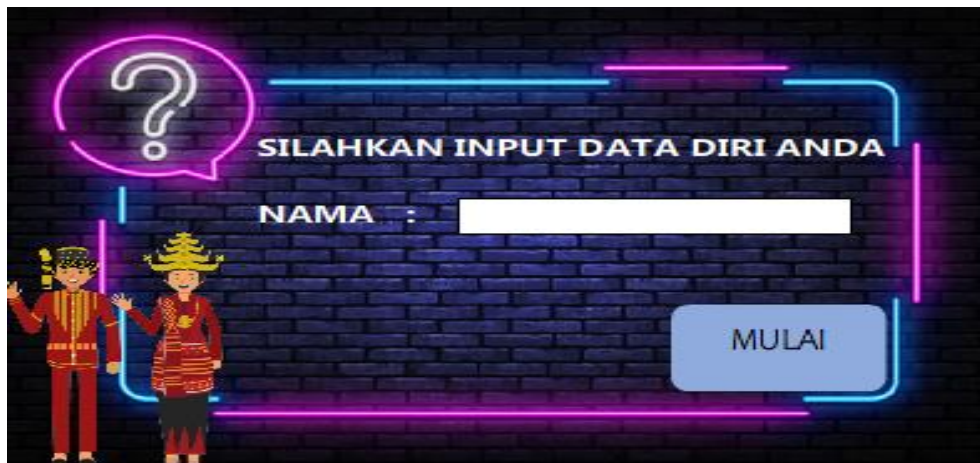 ?
SILAHKAN INPUT DATA DIRI ANDA
NAMA :
MULAI